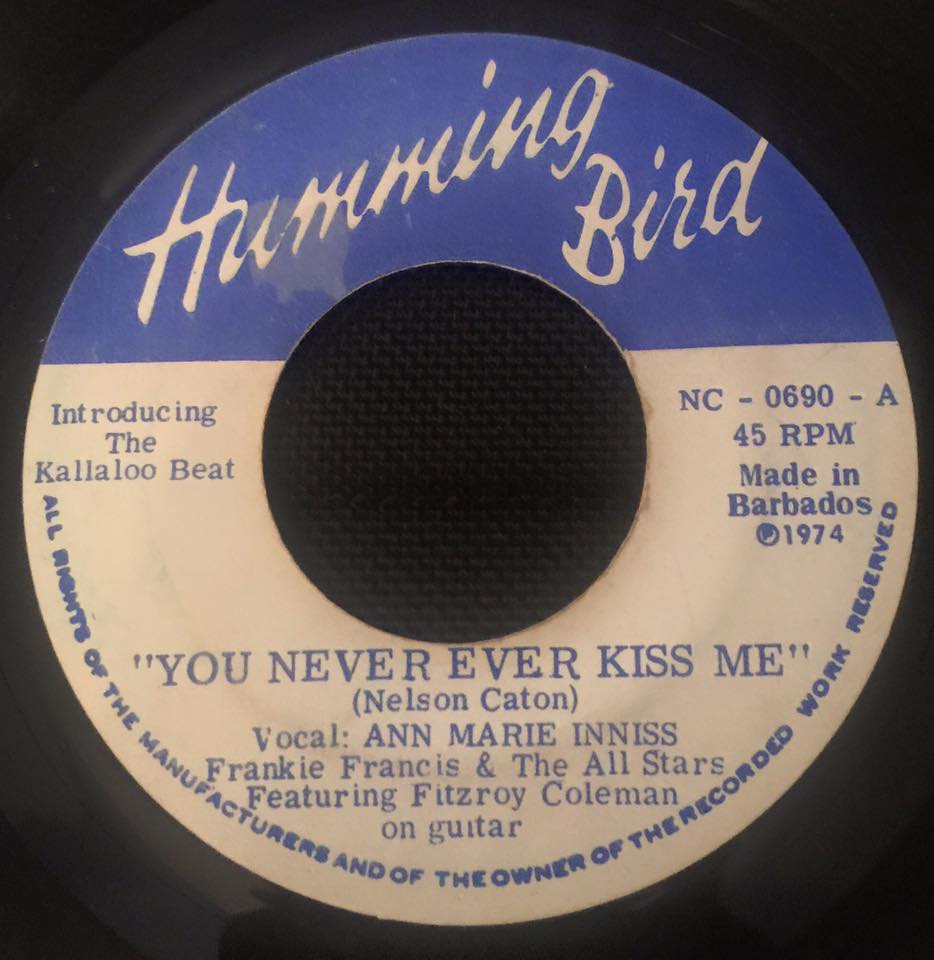 Humming
Bird
Introducing
The
Kallaloo Beat
NC - 0690 - A
45 RPM
Made in
Barbados
℗1974
"YOU NEVER EVER KISS ME"
(Nelson Caton)
Vocal: ANN MARIE INNISS
Frankie Francis & The All Stars
Featuring Fitzroy Coleman
on guitar
ALL RIGHTS OF THE MANUFACTURERS AND OF THE OWNER OF THE RECORDED WORK RESERVED